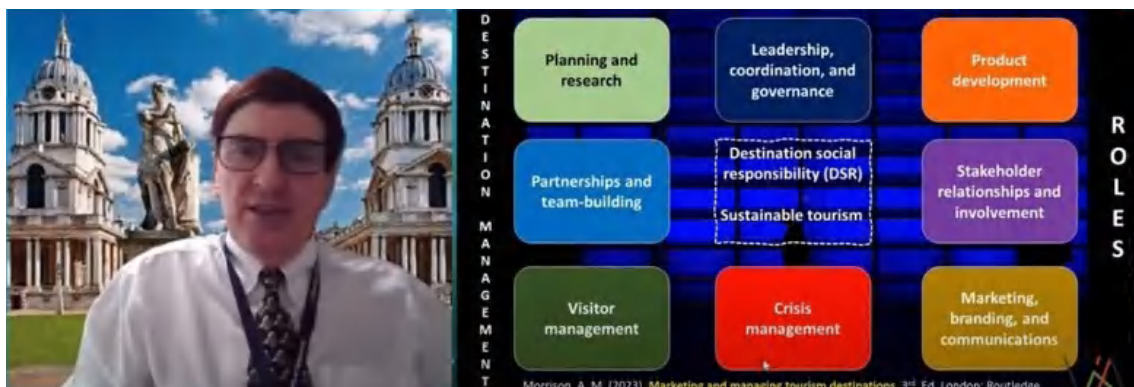 DESTINATION MANAGEMENT
Planning and
research
Leadership,
coordination, and
governance
Product
development
Partnerships and
team-building
Destination social
responsibility (DSR)
Sustainable tourism
Stakeholder
relationships and
involvement
Visitor
management
Crisis
management
Marketing,
branding, and
communications
ROLES
Morrison, A. M. (2023). Marketing and managing tourism destinations, 3rd Ed. London: Routledge